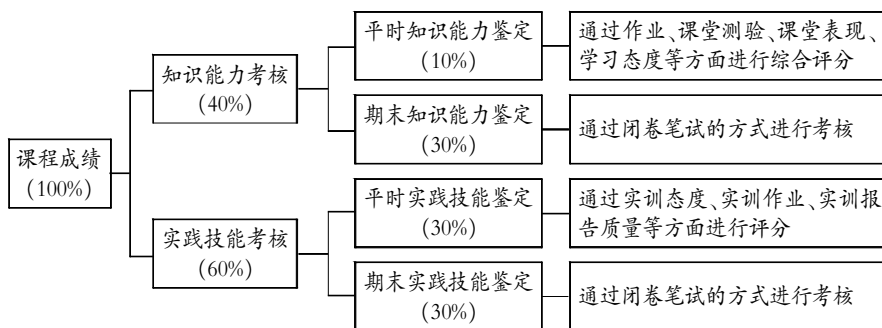 课程成绩
(100%)
知识能力考核
(40%)
平时知识能力鉴定
(10%)
通过作业、课堂测验、课堂表现、
学习态度等方面进行综合评分
期末知识能力鉴定
(30%)
通过闭卷笔试的方式进行考核
实践技能考核
(60%)
平时实践技能鉴定
(30%)
通过实训态度、实训作业、实训报
告质量等方面进行评分
期末实践技能鉴定
(30%)
通过闭卷笔试的方式进行考核